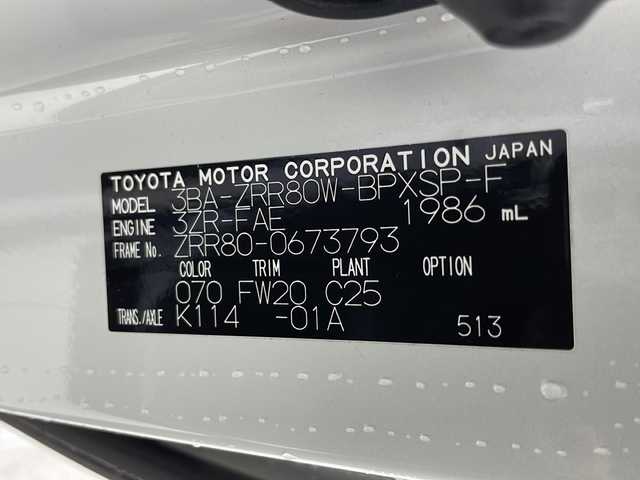 TOYOTA MOTOR CORPORATION JAPAN
MODEL 3BA-ZRR80W-BPXSP-F
ENGINE 3ZR-FAE 1986 mL
FRAME No. ZRR80-0673793
COLOR TRIM PLANT OPTION
070 FW20 C25
TRANS./AXLE K114 -01A 513